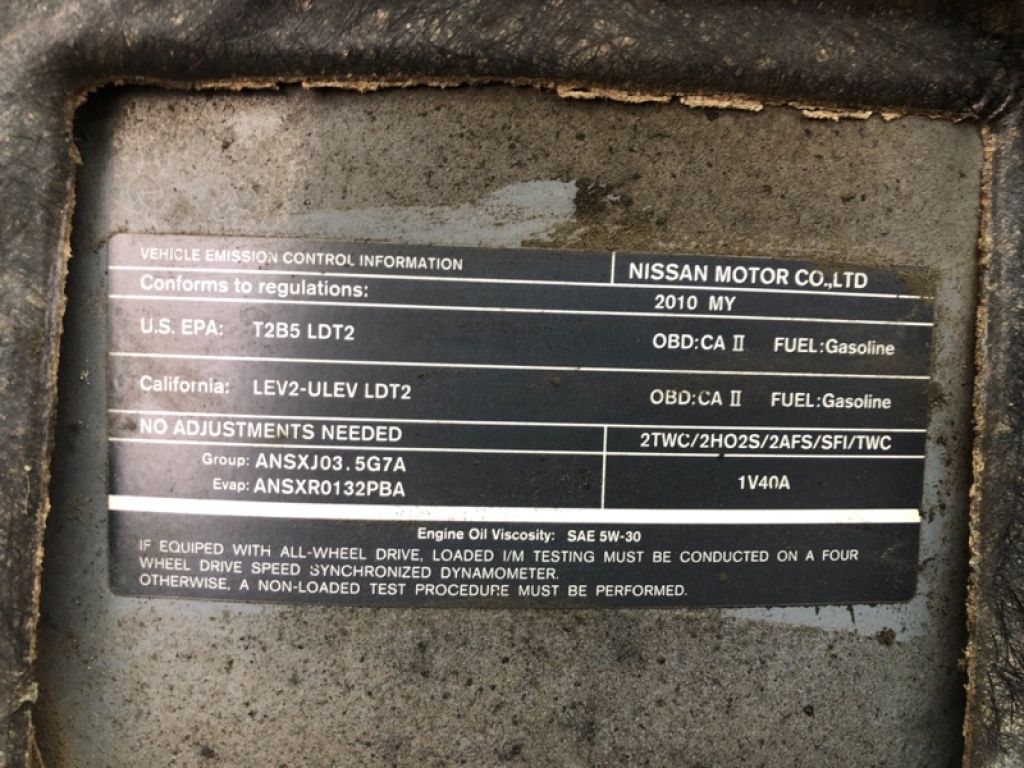 VEHICLE EMISSION CONTROL INFORMATION
NISSAN MOTOR CO.,LTD
Conforms to regulations:
2010 MY
U.S. EPA: T2B5 LDT2
OBD:CA II FUEL:Gasoline
California: LEV2-ULEV LDT2
OBD:CA II FUEL:Gasoline
NO ADJUSTMENTS NEEDED
2TWC/2HO2S/2AFS/SFI/TWC
Group: ANSXJ03.5G7A
Evap: ANSXR0132PBA
1V40A
Engine Oil Viscosity: SAE 5W-30
IF EQUIPED WITH ALL-WHEEL DRIVE, LOADED I/M TESTING MUST BE CONDUCTED ON A FOUR
WHEEL DRIVE SPEED SYNCHRONIZED DYNAMOMETER.
OTHERWISE, A NON-LOADED TEST PROCEDURE MUST BE PERFORMED.